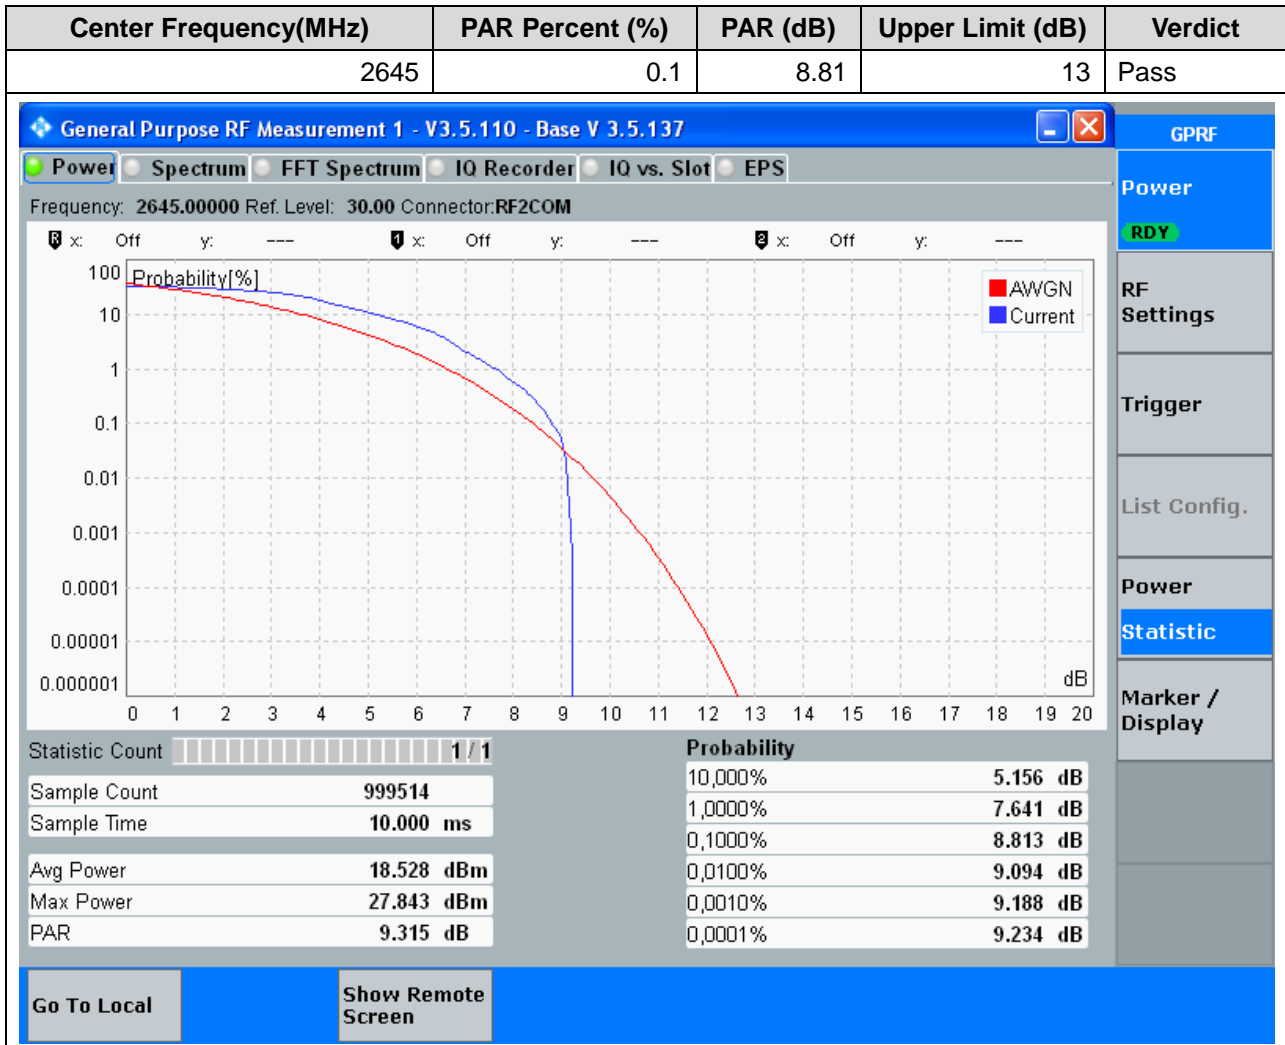 Center Frequency(MHz) PAR Percent (%) PAR (dB) Upper Limit (dB) Verdict
2645 0.1 8.81 13 Pass
General Purpose RF Measurement 1 - V3.5.110 - Base V 3.5.137
GPRF
Power Spectrum FFT Spectrum IQ Recorder IQ vs. Slot EPS
Power
RDY
Frequency: 2645.00000 Ref. Level: 30.00 Connector:RF2COM
R x: Off y: --- 1 x: Off y: --- 2 x: Off y: ---
Probability[%]
AWGN
Current
100
10
1
0.1
0.01
0.001
0.0001
0.00001
0.000001
dB
0 1 2 3 4 5 6 7 8 9 10 11 12 13 14 15 16 17 18 19 20
RF
Settings
Trigger
List Config.
Power
Statistic
Marker /
Display
Statistic Count 1 / 1
Sample Count 999514
Sample Time 10.000 ms
Avg Power 18.528 dBm
Max Power 27.843 dBm
PAR 9.315 dB
Probability
10,000% 5.156 dB
1,0000% 7.641 dB
0,1000% 8.813 dB
0,0100% 9.094 dB
0,0010% 9.188 dB
0,0001% 9.234 dB
Go To Local
Show Remote
Screen